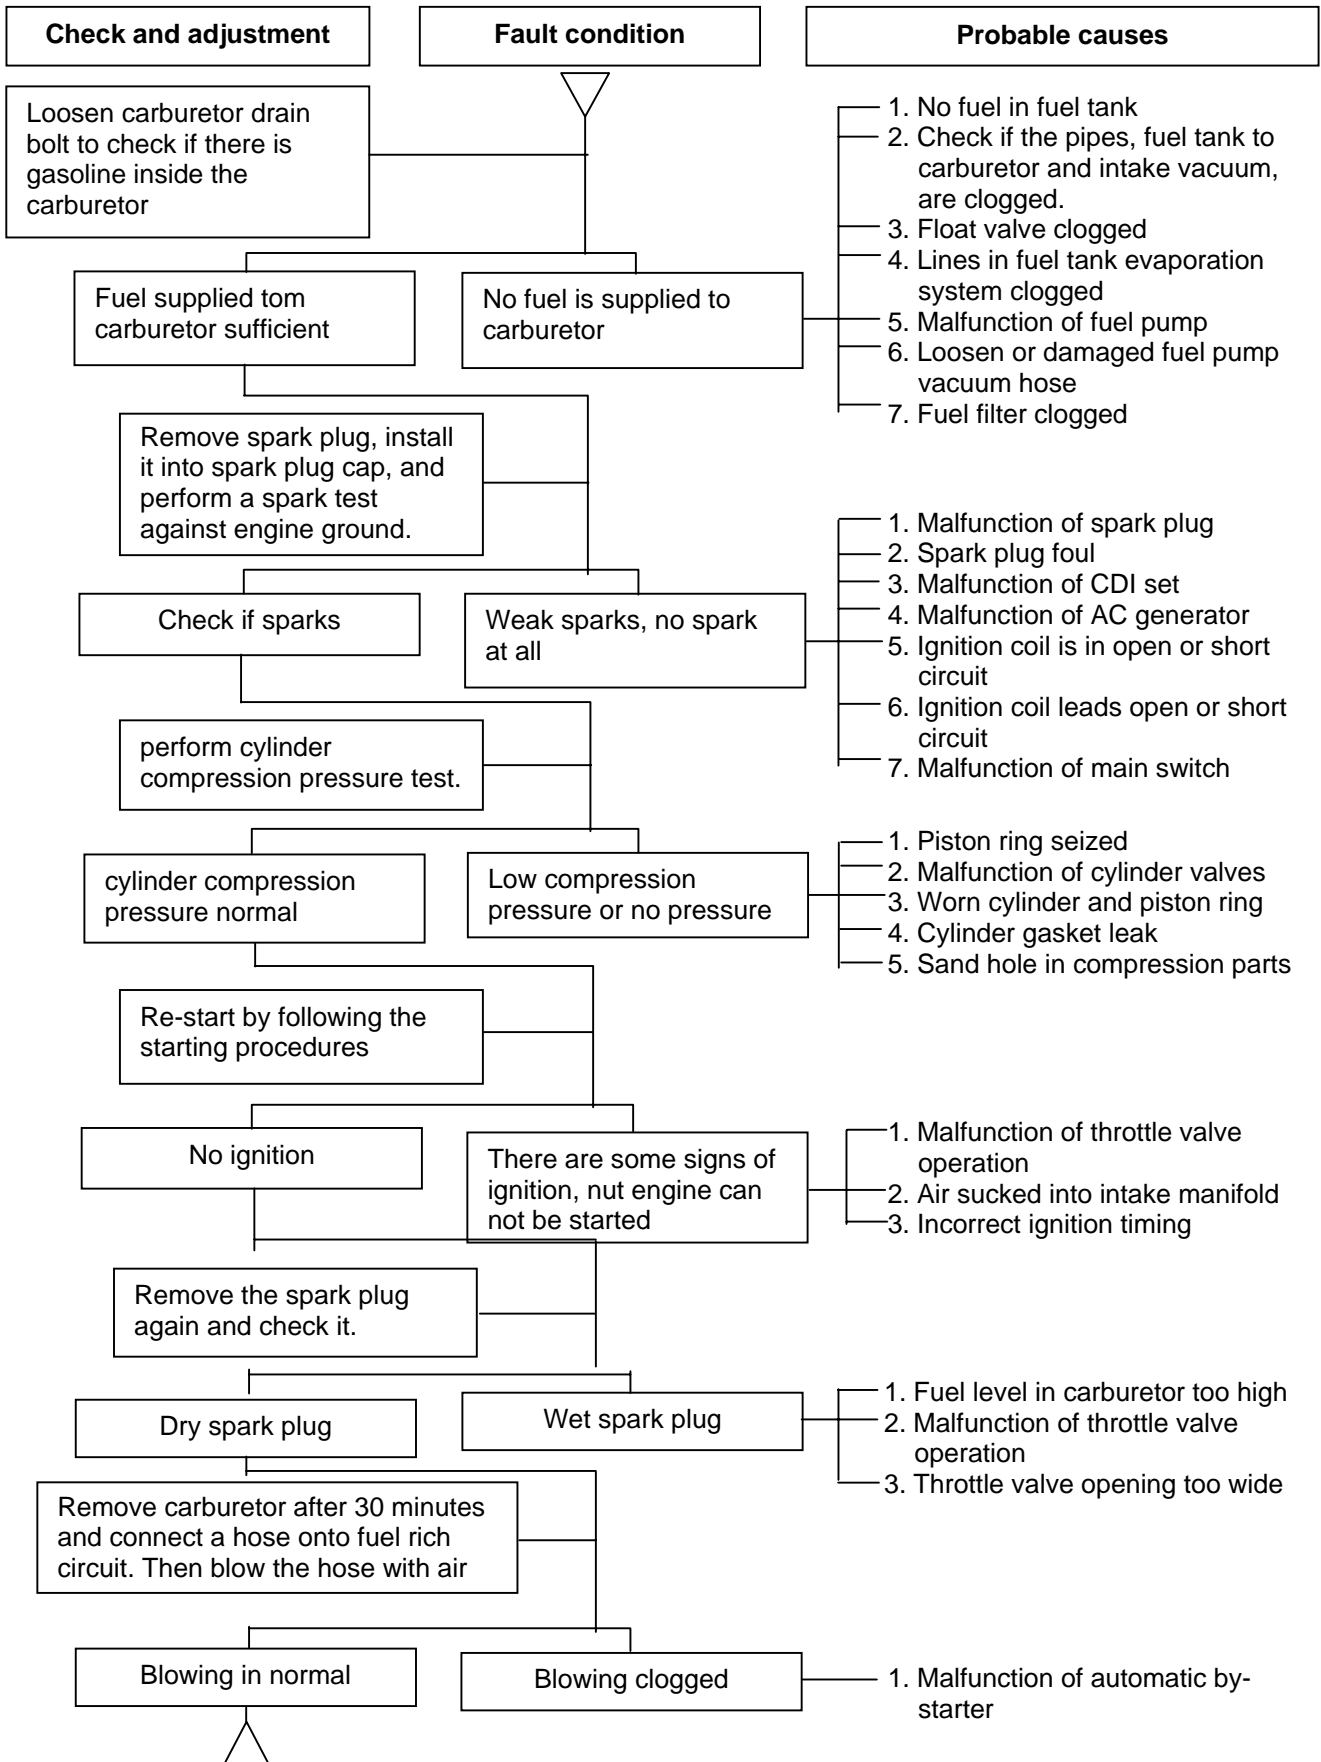 Check and adjustment
Fault condition
Probable causes
Loosen carburetor drain
bolt to check if there is
gasoline inside the
carburetor
1. No fuel in fuel tank
2. Check if the pipes, fuel tank to
carburetor and intake vacuum,
are clogged.
3. Float valve clogged
4. Lines in fuel tank evaporation
system clogged
5. Malfunction of fuel pump
6. Loosen or damaged fuel pump
vacuum hose
7. Fuel filter clogged
Fuel supplied tom
carburetor sufficient
No fuel is supplied to
carburetor
Remove spark plug, install
it into spark plug cap, and
perform a spark test
against engine ground.
Check if sparks
Weak sparks, no spark
at all
1. Malfunction of spark plug
2. Spark plug foul
3. Malfunction of CDI set
4. Malfunction of AC generator
5. Ignition coil is in open or short
circuit
6. Ignition coil leads open or short
circuit
7. Malfunction of main switch
perform cylinder
compression pressure test.
cylinder compression
pressure normal
Low compression
pressure or no pressure
1. Piston ring seized
2. Malfunction of cylinder valves
3. Worn cylinder and piston ring
4. Cylinder gasket leak
5. Sand hole in compression parts
Re-start by following the
starting procedures
No ignition
There are some signs of
ignition, nut engine can
not be started
1. Malfunction of throttle valve
operation
2. Air sucked into intake manifold
3. Incorrect ignition timing
Remove the spark plug
again and check it.
Dry spark plug
Wet spark plug
1. Fuel level in carburetor too high
2. Malfunction of throttle valve
operation
3. Throttle valve opening too wide
Remove carburetor after 30 minutes
and connect a hose onto fuel rich
circuit. Then blow the hose with air
Blowing in normal
Blowing clogged
1. Malfunction of automatic by-
starter